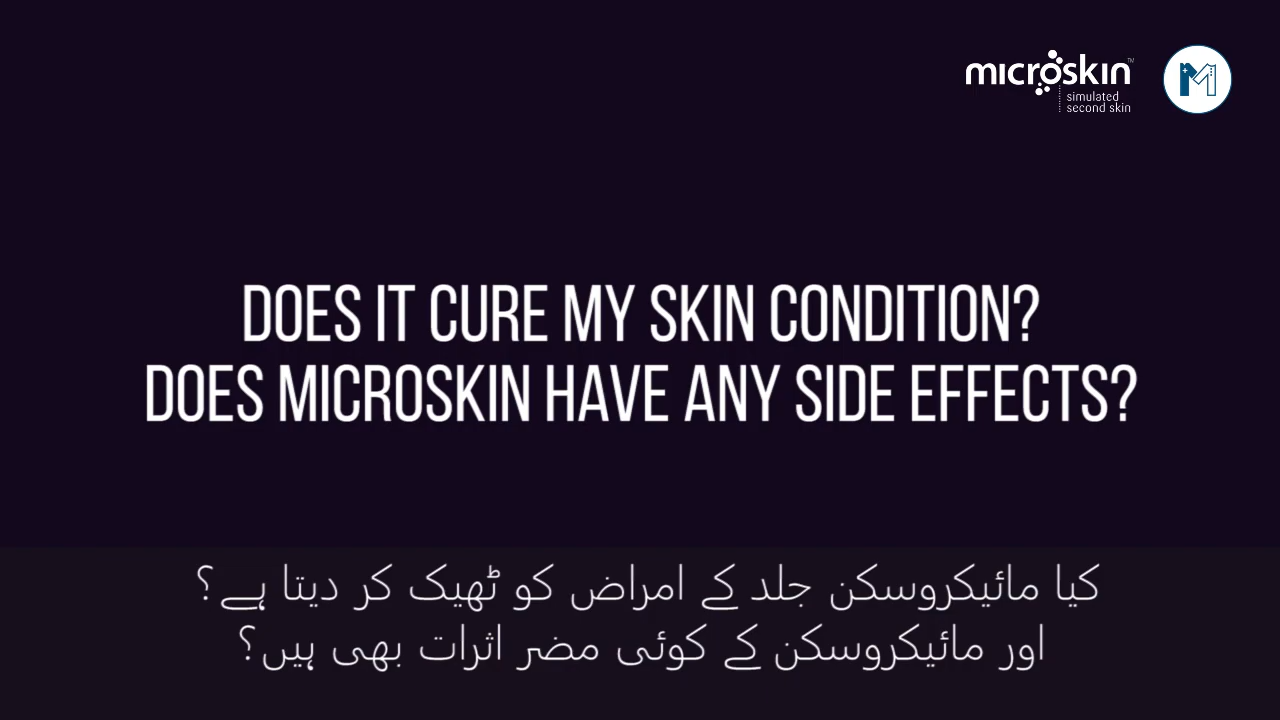 microskin™
simulated
second skin
M
DOES IT CURE MY SKIN CONDITION?
DOES MICROSKIN HAVE ANY SIDE EFFECTS?
کیا مائیکروسکن جلد کے امراض کو ٹھیک کر دیتا ہے؟
اور مائیکروسکن کے کوئی مضر اثرات بھی ہیں؟